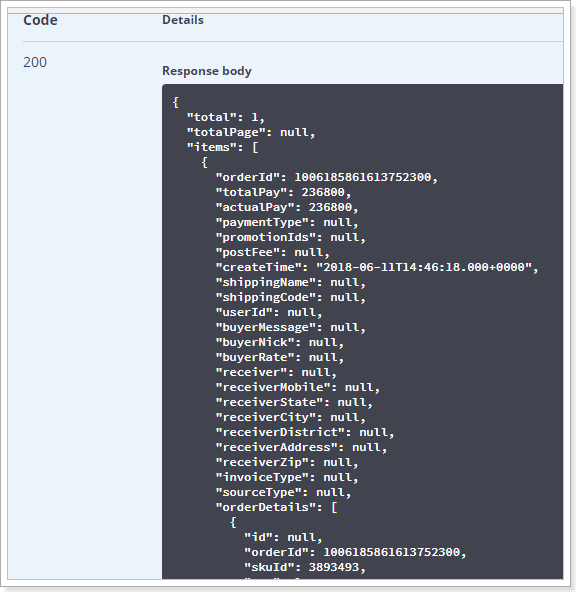 Code Details
200
Response body
{
"total": 1,
"totalPage": null,
"items": [
{
"orderId": 1006185861613752300,
"totalPay": 236800,
"actualPay": 236800,
"paymentType": null,
"promotionIds": null,
"postFee": null,
"createTime": "2018-06-11T14:46:18.000+0000",
"shippingName": null,
"shippingCode": null,
"userId": null,
"buyerMessage": null,
"buyerNick": null,
"buyerRate": null,
"receiver": null,
"receiverMobile": null,
"receiverState": null,
"receiverCity": null,
"receiverDistrict": null,
"receiverAddress": null,
"receiverZip": null,
"invoiceType": null,
"sourceType": null,
"orderDetails": [
{
"id": null,
"orderId": 1006185861613752300,
"skuId": 3893493,